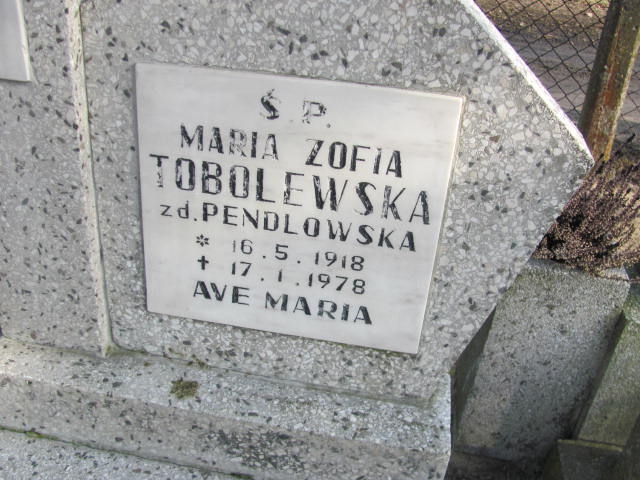 Ś. P.
MARIA ZOFIA
TOBOLEWSKA
zd. PENDLOWSKA
* 16.5.1918
† 17.1.1978
AVE MARIA